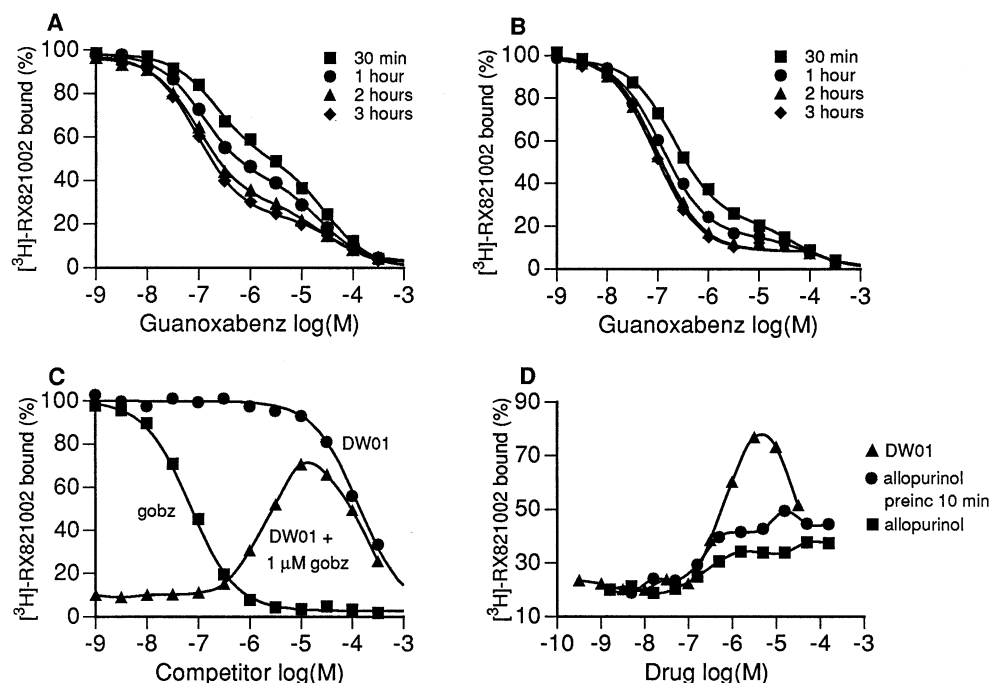 A
[³H]-RX821002 bound (%)
100
80
60
40
20
0
30 min
1 hour
2 hours
3 hours
-9 -8 -7 -6 -5 -4 -3
Guanoxabenz log(M)
B
[³H]-RX821002 bound (%)
100
80
60
40
20
0
30 min
1 hour
2 hours
3 hours
-9 -8 -7 -6 -5 -4 -3
Guanoxabenz log(M)
C
[³H]-RX821002 bound (%)
100
80
60
40
20
0
DW01
gobz
DW01 +
1 µM gobz
-9 -8 -7 -6 -5 -4 -3
Competitor log(M)
D
[³H]-RX821002 bound (%)
90
70
50
30
10
DW01
allopurinol
preinc 10 min
allopurinol
-10 -9 -8 -7 -6 -5 -4 -3
Drug log(M)